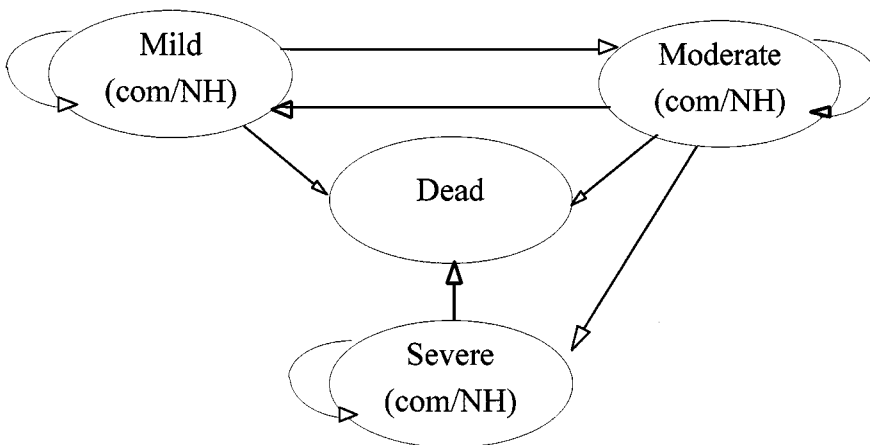 Mild
(com/NH)
Moderate
(com/NH)
Dead
Severe
(com/NH)